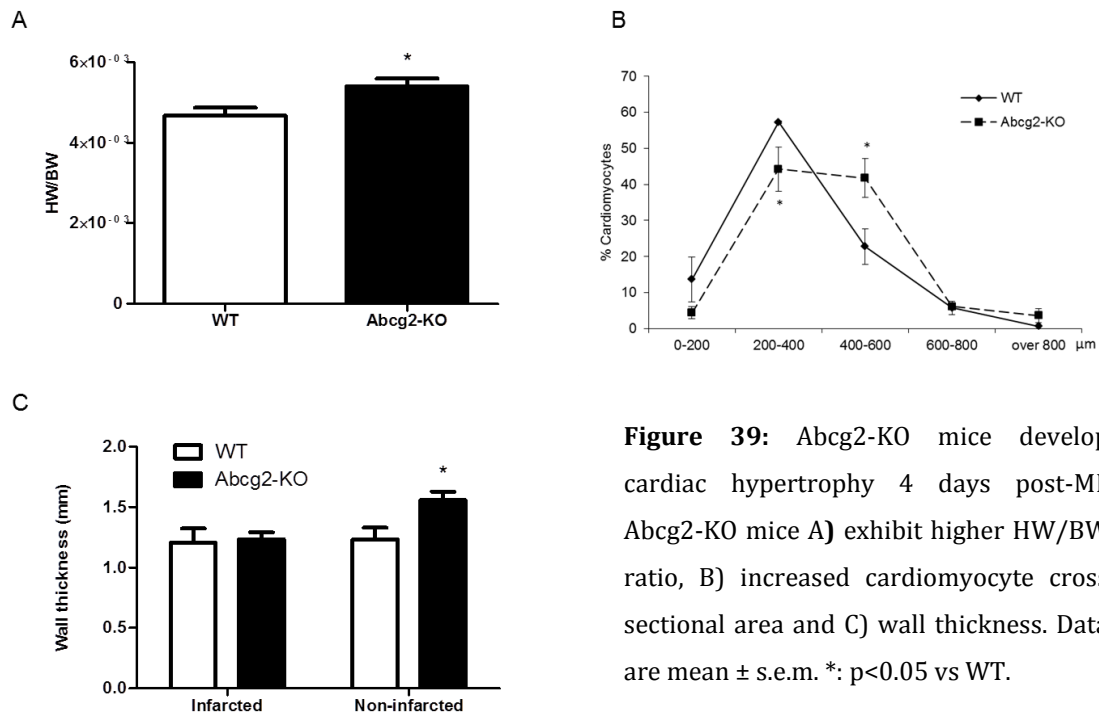 A
6×10⁻⁰³
4×10⁻⁰³
2×10⁻⁰³
0
HW/BW
*
WT
Abcg2-KO
B
70
60
50
40
30
20
10
0
% Cardiomyocytes
WT
Abcg2-KO
*
*
0-200
200-400
400-600
600-800
over 800
µm
C
2.0
1.5
1.0
0.5
0.0
Wall thickness (mm)
WT
Abcg2-KO
*
Infarcted
Non-infarcted
Figure 39: Abcg2-KO mice develop
cardiac hypertrophy 4 days post-MI
Abcg2-KO mice A) exhibit higher HW/BW
ratio, B) increased cardiomyocyte cross
sectional area and C) wall thickness. Data
are mean ± s.e.m. *: p<0.05 vs WT.